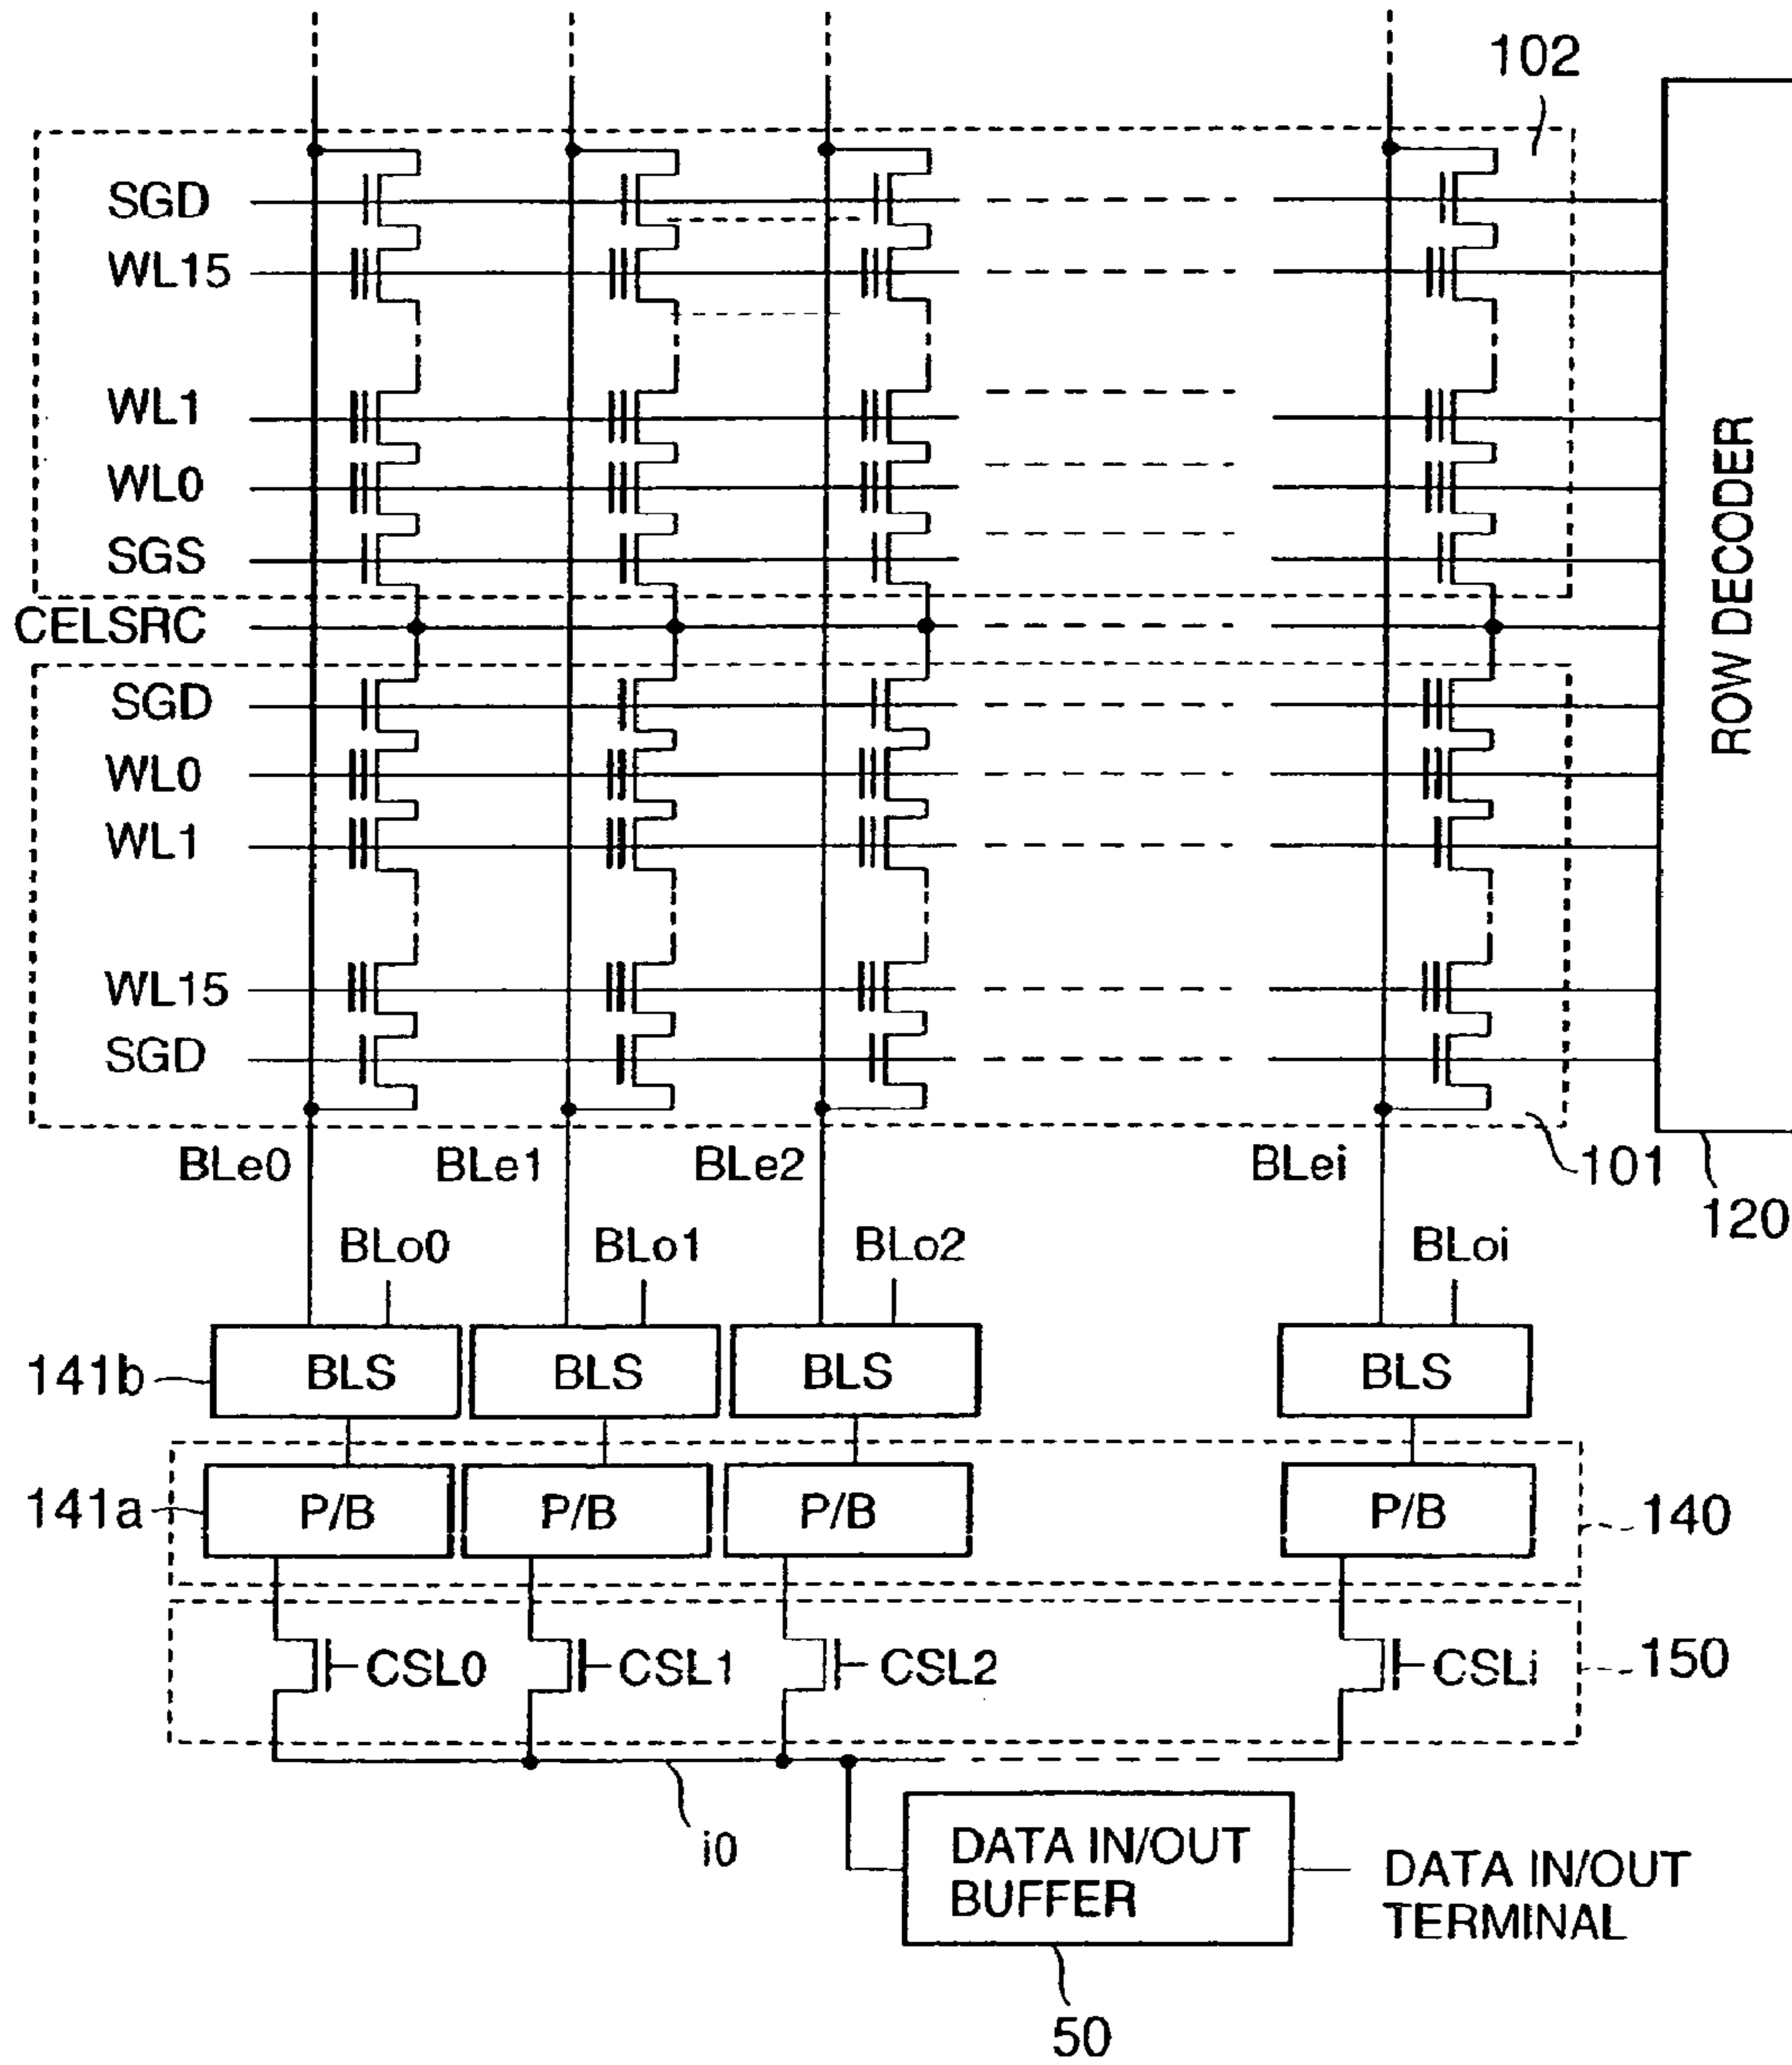 102
SGD
WL15
WL1
WL0
SGS
CELSRC
SGD
WL0
WL1
WL15
SGD
ROW DECODER
BLe0 BLe1 BLe2 BLei
101
120
BLo0 BLo1 BLo2 BLoi
141b BLS BLS BLS BLS
141a P/B P/B P/B P/B 140
CSL0 CSL1 CSL2 CSLi 150
i0
DATA IN/OUT
BUFFER
DATA IN/OUT
TERMINAL
50